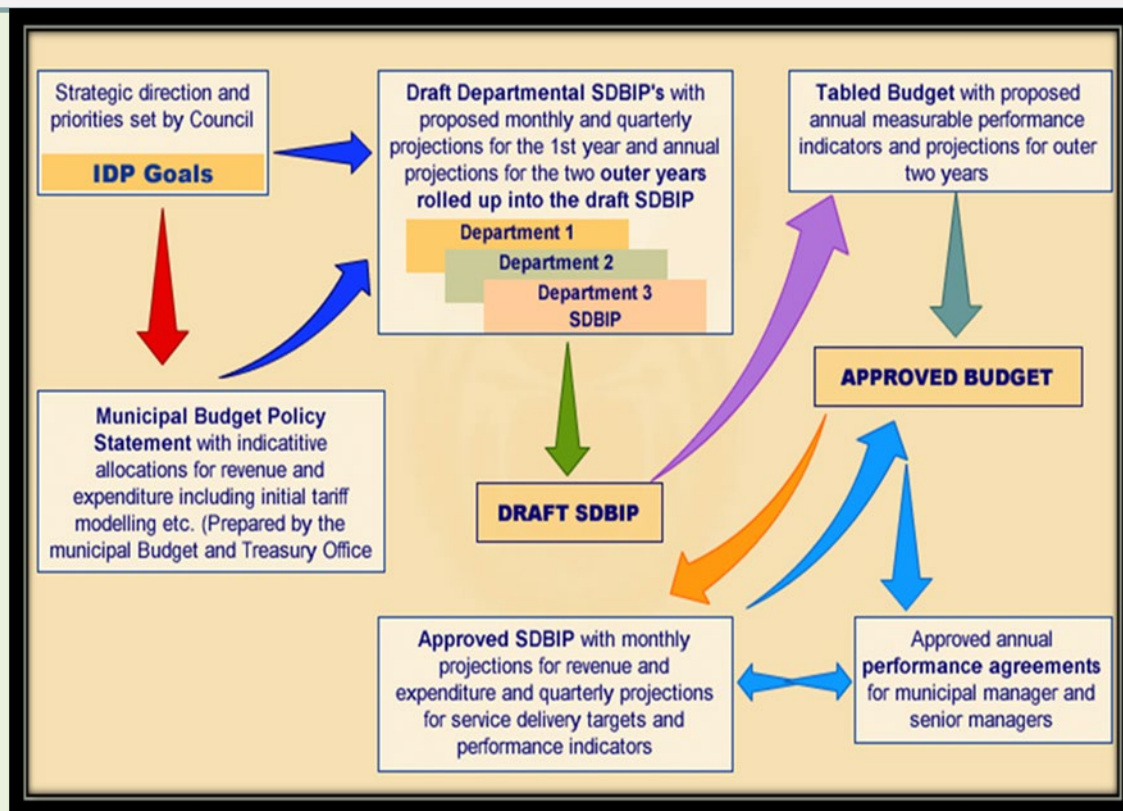 Strategic direction and
priorities set by Council
IDP Goals
Draft Departmental SDBIP's with
proposed monthly and quarterly
projections for the 1st year and annual
projections for the two outer years
rolled up into the draft SDBIP
Department 1
Department 2
Department 3
SDBIP
Tabled Budget with proposed
annual measurable performance
indicators and projections for outer
two years
APPROVED BUDGET
Municipal Budget Policy
Statement with indicatitive
allocations for revenue and
expenditure including initial tariff
modelling etc. (Prepared by the
municipal Budget and Treasury Office
DRAFT SDBIP
Approved SDBIP with monthly
projections for revenue and
expenditure and quarterly projections
for service delivery targets and
performance indicators
Approved annual
performance agreements
for municipal manager and
senior managers